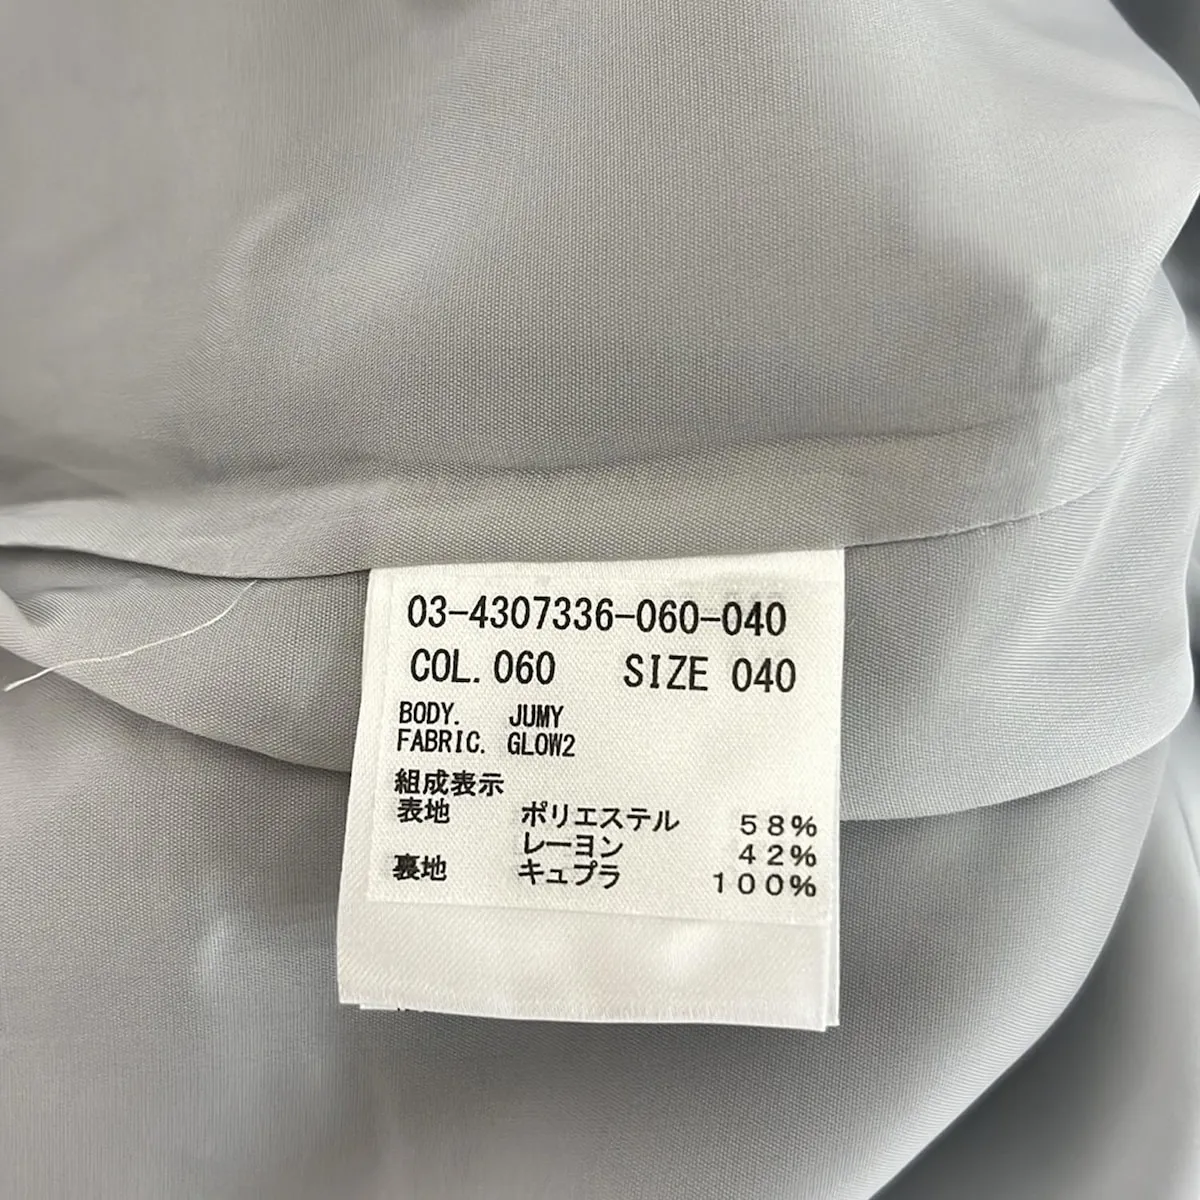 03-4307336-060-040
COL. 060 SIZE 040
BODY. JUMY
FABRIC. GLOW2
組成表示
表地 ポリエステル 58%
レーヨン 42%
裏地 キュプラ 100%